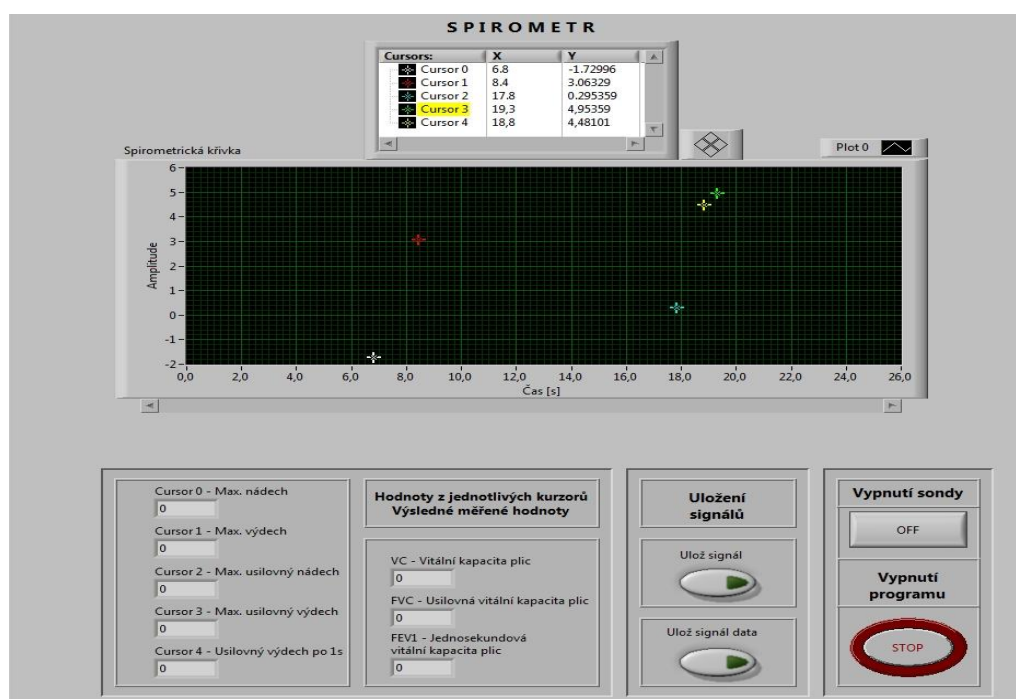 SPIROMETR
Cursors: X Y
Cursor 0 6.8 -1.72996
Cursor 1 8.4 3.06329
Cursor 2 17.8 0.295359
Cursor 3 19,3 4,95359
Cursor 4 18,8 4,48101
Spirometrická křivka
Plot 0
6
5
4
3
2
1
0
-1
-2
Amplitude
0,0 2,0 4,0 6,0 8,0 10,0 12,0 14,0 16,0 18,0 20,0 22,0 24,0 26,0
Čas [s]
Cursor 0 - Max. nádech
0
Cursor 1 - Max. výdech
0
Cursor 2 - Max. usilovný nádech
0
Cursor 3 - Max. usilovný výdech
0
Cursor 4 - Usilovný výdech po 1s
0
Hodnoty z jednotlivých kurzorů
Výsledné měřené hodnoty
VC - Vitální kapacita plic
0
FVC - Usilovná vitální kapacita plic
0
FEV1 - Jednosekundová
vitální kapacita plic
0
Uložení
signálů
Ulož signál
Ulož signál data
Vypnutí sondy
OFF
Vypnutí
programu
STOP